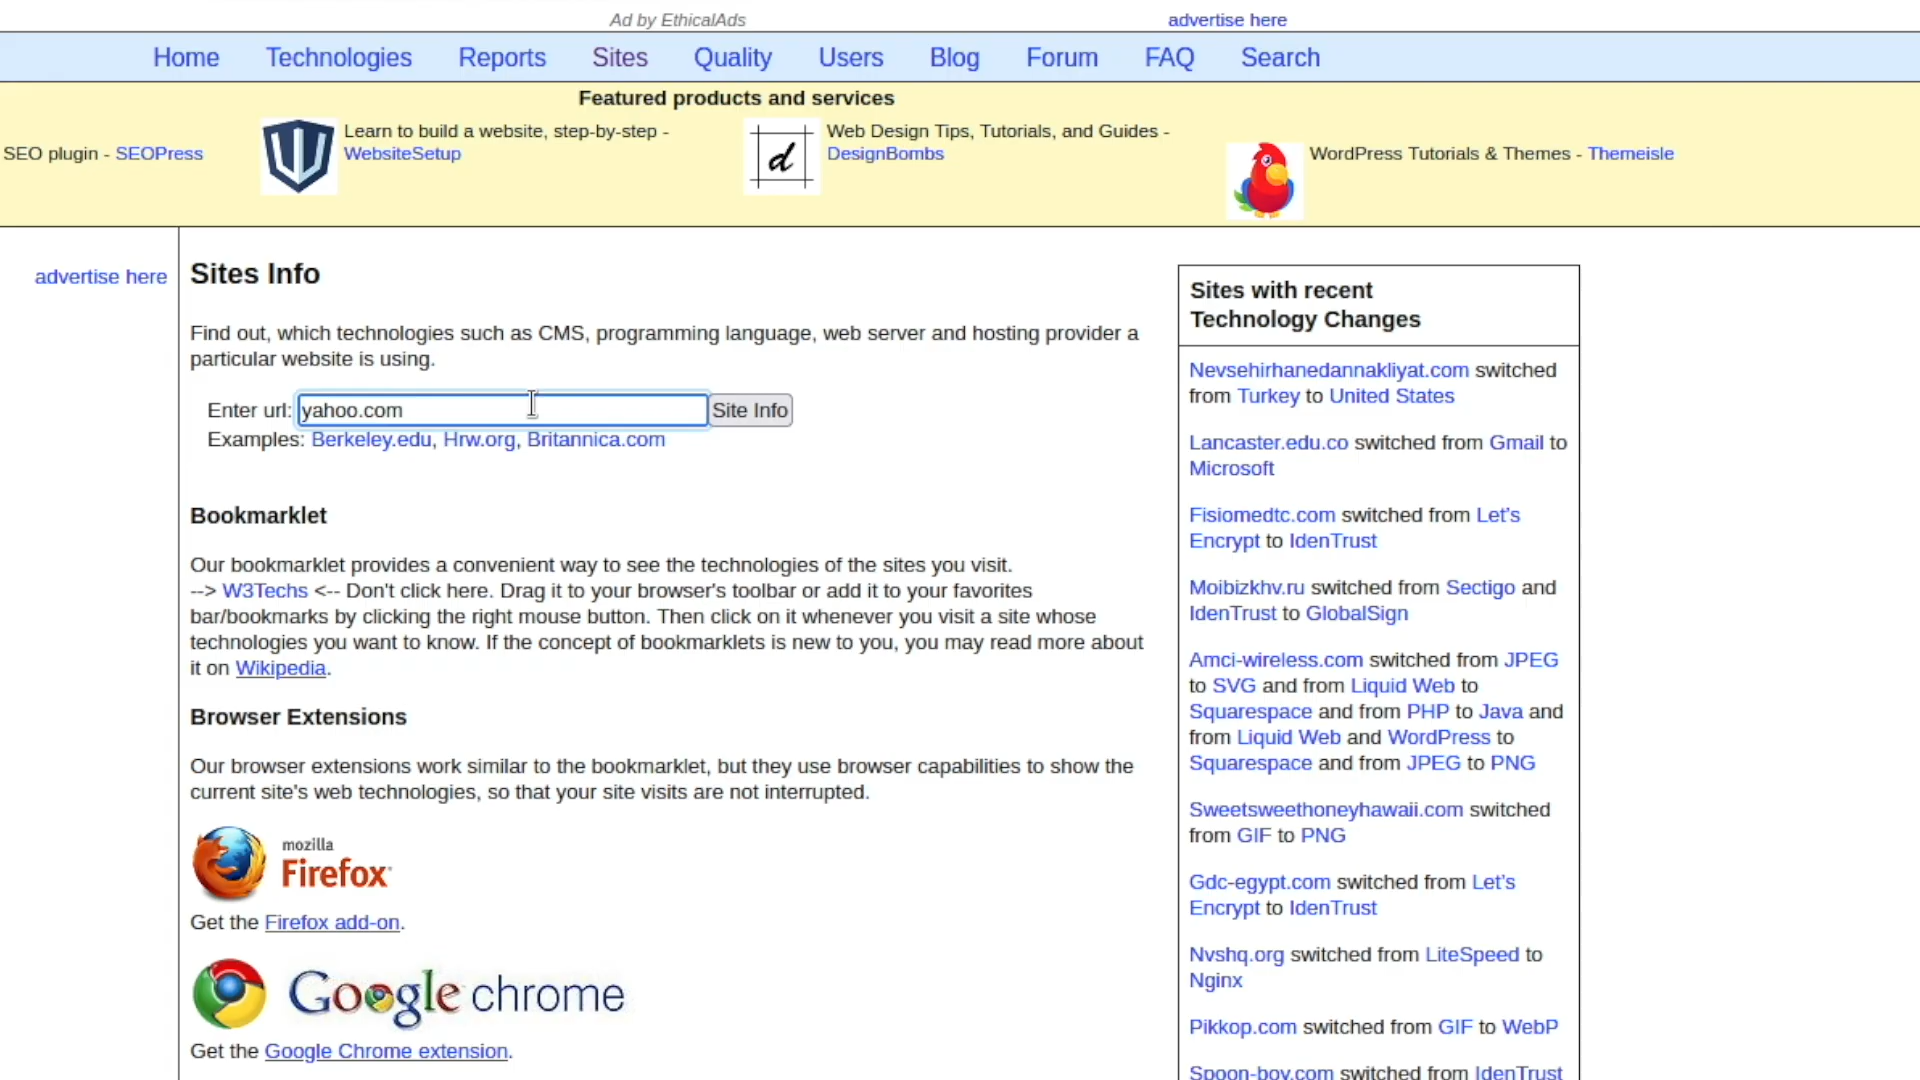 Ad by EthicalAds
advertise here
Home Technologies Reports Sites Quality Users Blog Forum FAQ Search
Featured products and services
SEO plugin - SEOPress
Learn to build a website, step-by-step -
WebsiteSetup
d
Web Design Tips, Tutorials, and Guides -
DesignBombs
WordPress Tutorials & Themes - Themeisle
advertise here
Sites Info
Find out, which technologies such as CMS, programming language, web server and hosting provider a
particular website is using.
Enter url: yahoo.com Site Info
Examples: Berkeley.edu, Hrw.org, Britannica.com
Bookmarklet
Our bookmarklet provides a convenient way to see the technologies of the sites you visit.
--> W3Techs <-- Don't click here. Drag it to your browser's toolbar or add it to your favorites
bar/bookmarks by clicking the right mouse button. Then click on it whenever you visit a site whose
technologies you want to know. If the concept of bookmarklets is new to you, you may read more about
it on Wikipedia.
Browser Extensions
Our browser extensions work similar to the bookmarklet, but they use browser capabilities to show the
current site's web technologies, so that your site visits are not interrupted.
mozilla
Firefox
Get the Firefox add-on.
Google chrome
Get the Google Chrome extension.
Sites with recent
Technology Changes
Nevsehirhanedannakliyat.com switched
from Turkey to United States
Lancaster.edu.co switched from Gmail to
Microsoft
Fisiomedtc.com switched from Let's
Encrypt to IdenTrust
Moibizkhv.ru switched from Sectigo and
IdenTrust to GlobalSign
Amci-wireless.com switched from JPEG
to SVG and from Liquid Web to
Squarespace and from PHP to Java and
from Liquid Web and WordPress to
Squarespace and from JPEG to PNG
Sweetsweethoneyhawaii.com switched
from GIF to PNG
Gdc-egypt.com switched from Let's
Encrypt to IdenTrust
Nvshq.org switched from LiteSpeed to
Nginx
Pikkop.com switched from GIF to WebP
Spoon-boy.com switched from IdenTrust